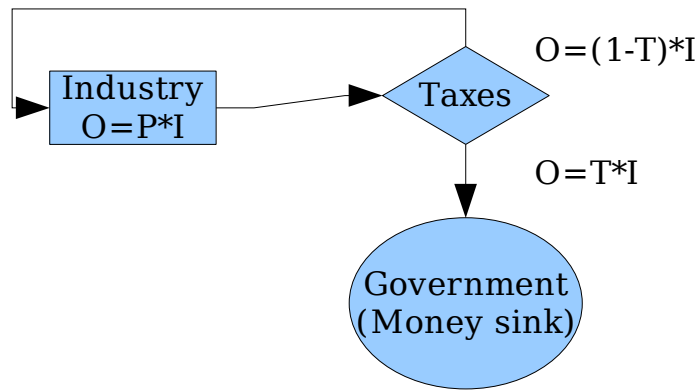 O=(1-T)*I
Industry
O=P*I
Taxes
O=T*I
Government
(Money sink)